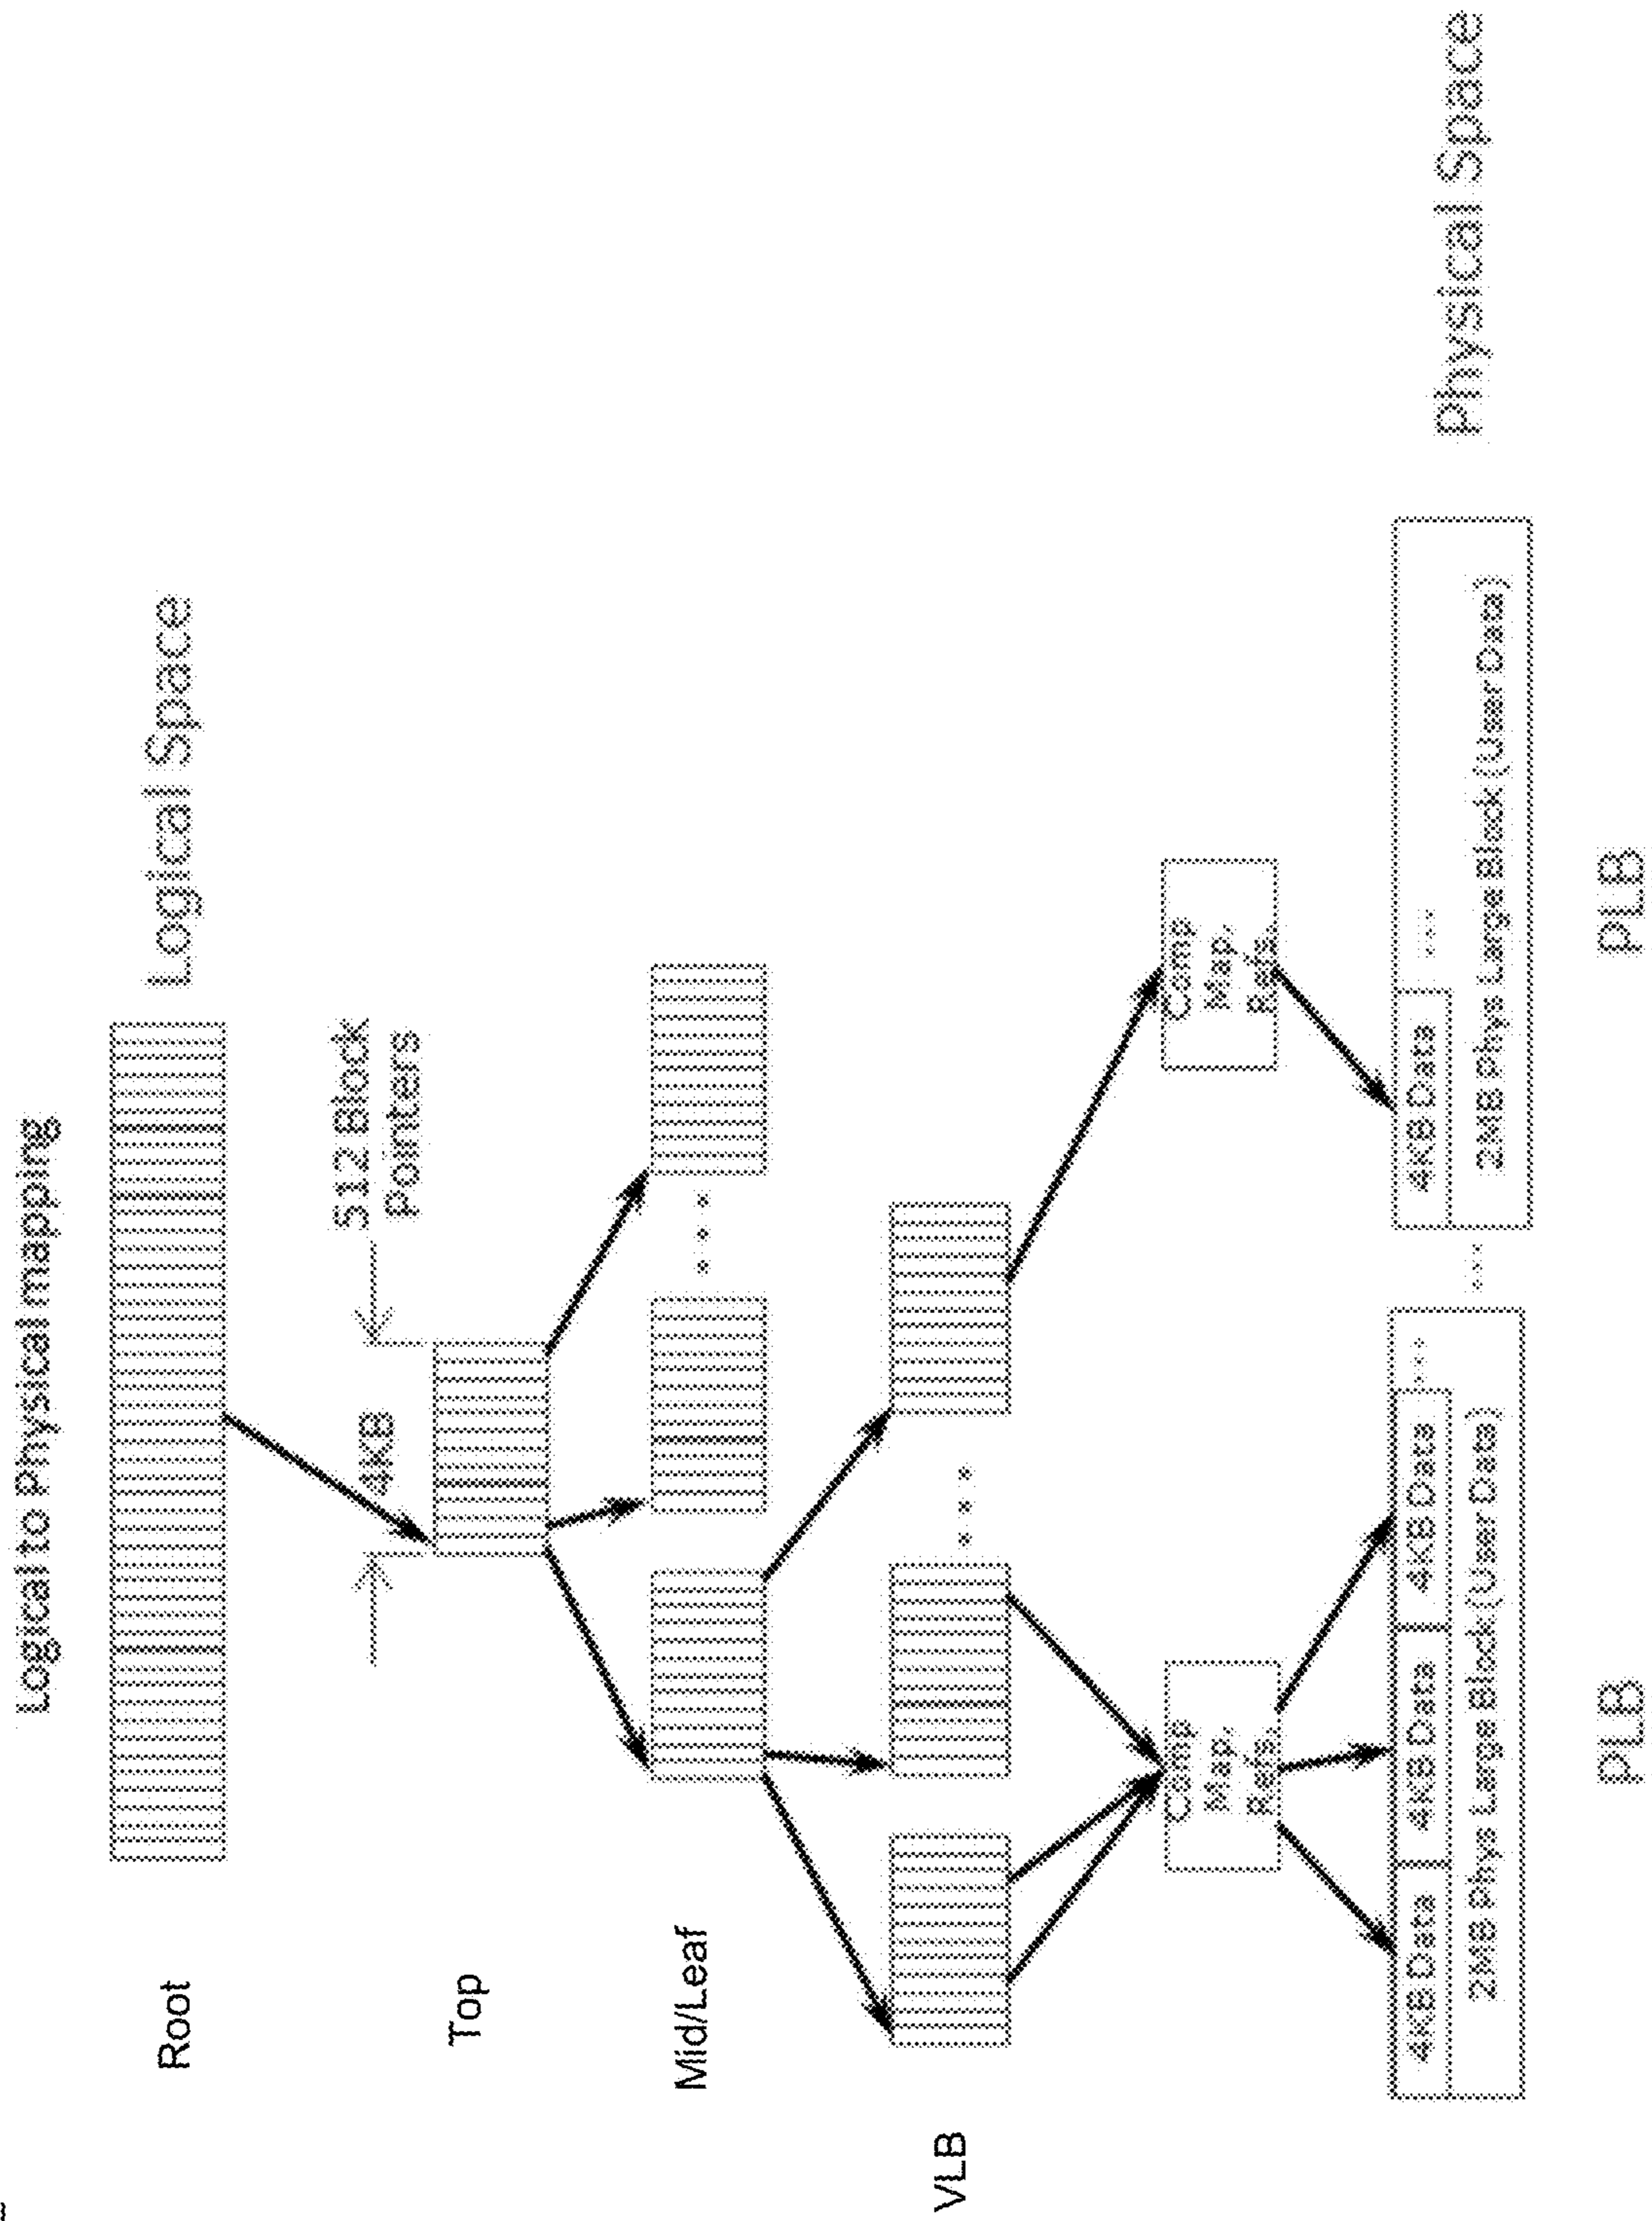 Logical to Physical mapping
Root
Logical Space
4KB
512 Block
Pointers
Top
Mid/Leaf
VLB
Comp
Map,
Refs,
Comp
Map,
Refs,
4KB Data
4KB Data
4KB Data
....
2MB Phys Large Block (User Data)
....
4KB Data
....
2MB Phys Large Block (User Data)
Physical Space
PLB
PLB